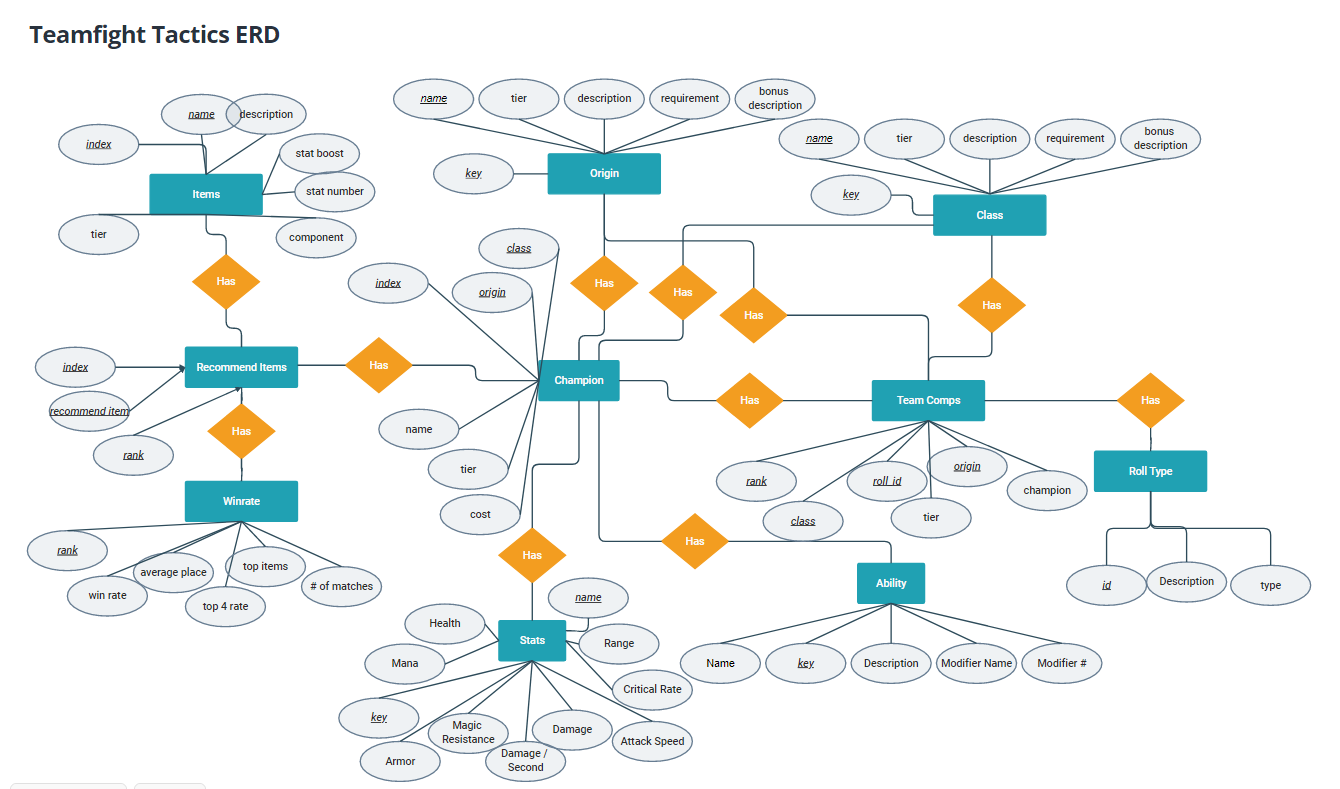 Teamfight Tactics ERD
name
tier
description
requirement
bonus
description
name
description
index
stat boost
stat number
Items
tier
component
key
Origin
name
tier
description
requirement
bonus
description
key
Class
class
index
origin
Has
Has
Has
Has
Has
index
recommend item
rank
Recommend Items
Has
Champion
Has
Team Comps
Has
Has
name
tier
cost
rank
class
roll_id
tier
origin
champion
Roll Type
Winrate
rank
win rate
average place
top 4 rate
top items
# of matches
Has
Has
Ability
id
Description
type
name
Health
Stats
Range
Mana
Critical Rate
key
Armor
Magic
Resistance
Damage /
Second
Damage
Attack Speed
Name
key
Description
Modifier Name
Modifier #